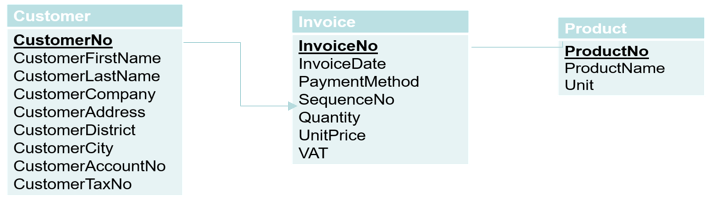 Customer
CustomerNo
CustomerFirstName
CustomerLastName
CustomerCompany
CustomerAddress
CustomerDistrict
CustomerCity
CustomerAccountNo
CustomerTaxNo
Invoice
InvoiceNo
InvoiceDate
PaymentMethod
SequenceNo
Quantity
UnitPrice
VAT
Product
ProductNo
ProductName
Unit